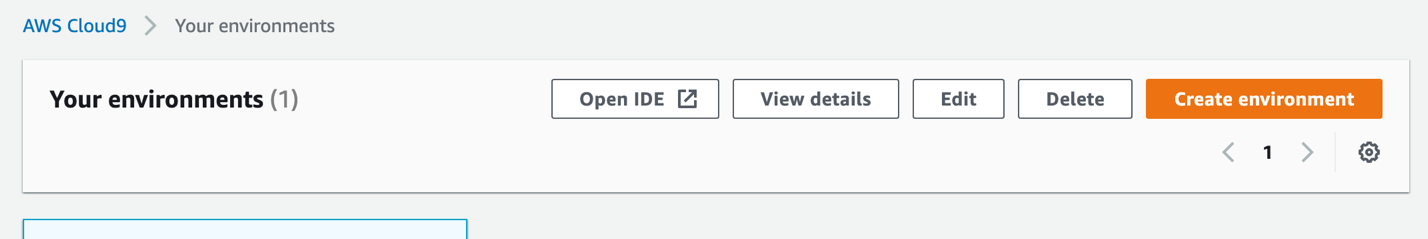 AWS Cloud9 > Your environments
Your environments (1)
Open IDE View details Edit Delete Create environment
< 1 >